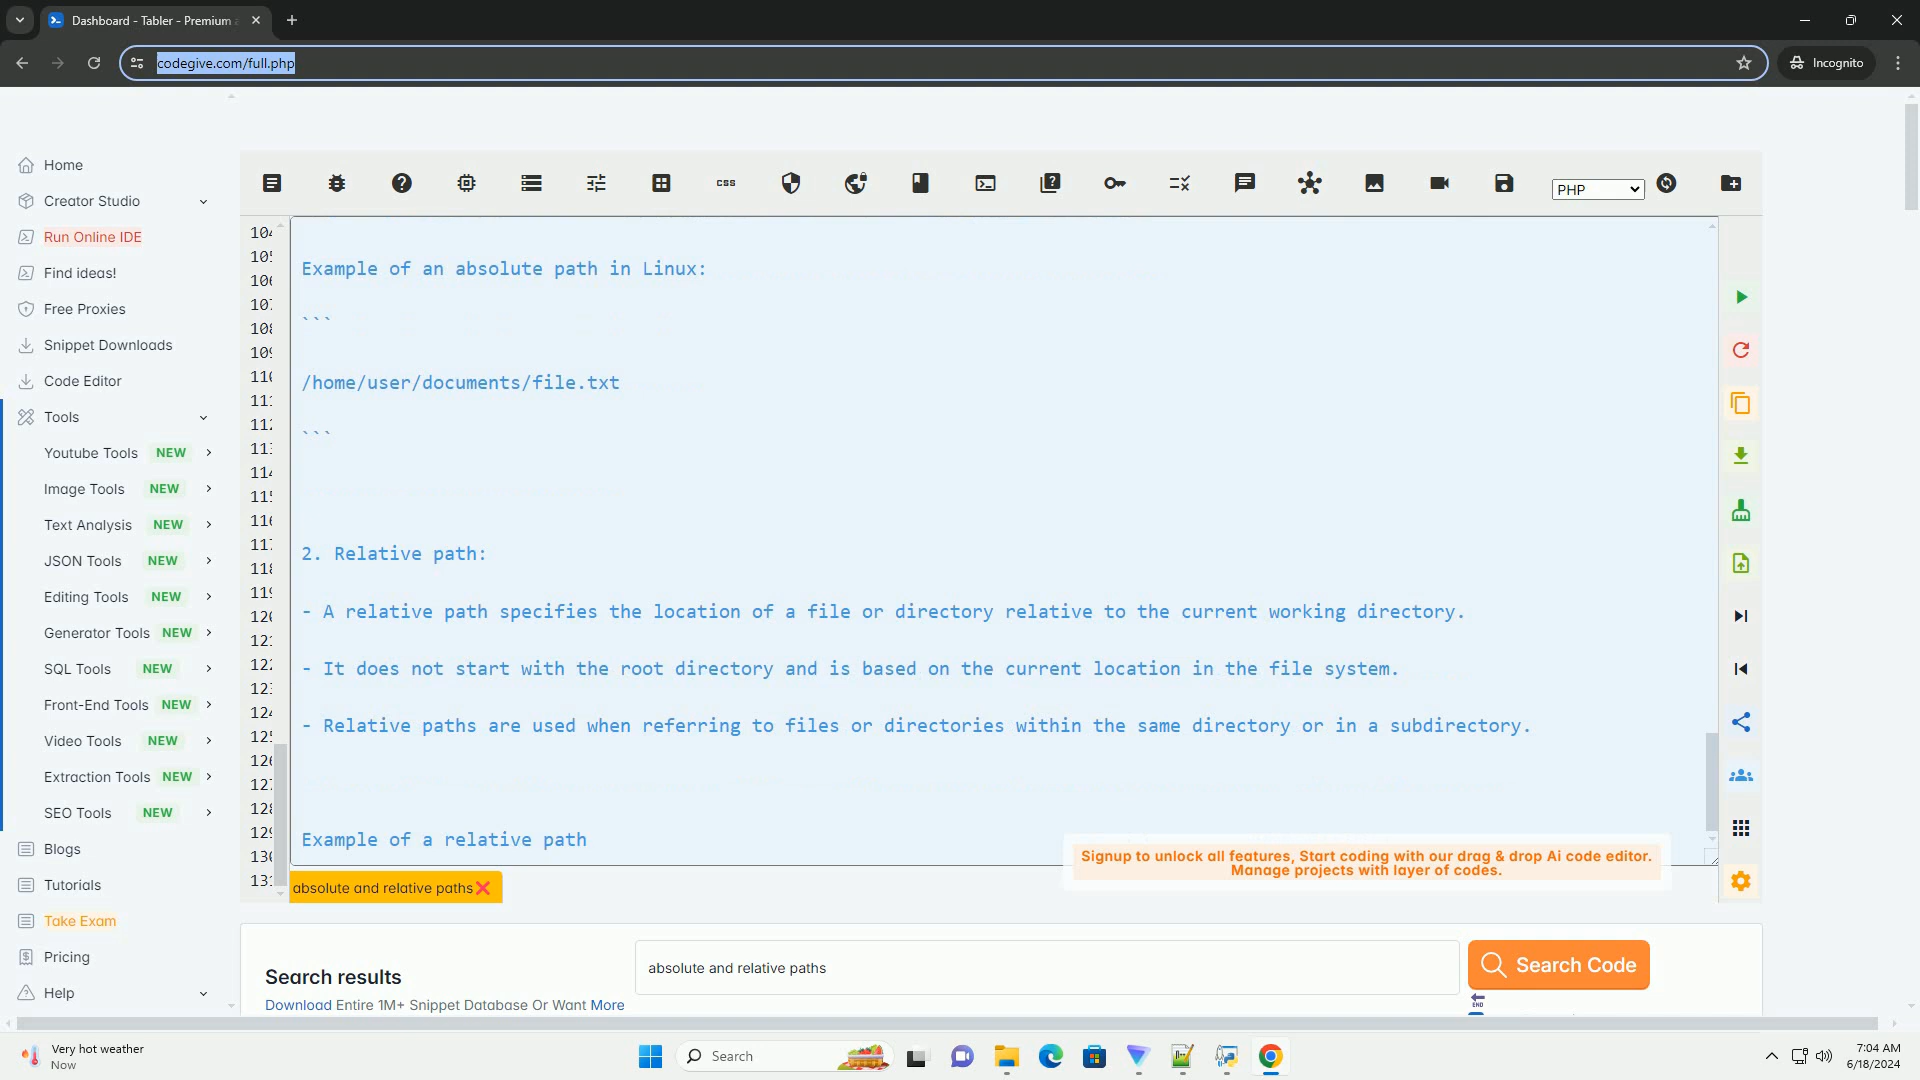 Dashboard - Tabler - Premium
codegive.com/full.php
Incognito
Home
Creator Studio
Run Online IDE
Find ideas!
Free Proxies
Snippet Downloads
Code Editor
Tools
Youtube Tools NEW
Image Tools NEW
Text Analysis NEW
JSON Tools NEW
Editing Tools NEW
Generator Tools NEW
SQL Tools NEW
Front-End Tools NEW
Video Tools NEW
Extraction Tools NEW
SEO Tools NEW
Blogs
Tutorials
Take Exam
Pricing
Help
css
PHP
Example of an absolute path in Linux:
```
/home/user/documents/file.txt
```
2. Relative path:
- A relative path specifies the location of a file or directory relative to the current working directory.
- It does not start with the root directory and is based on the current location in the file system.
- Relative paths are used when referring to files or directories within the same directory or in a subdirectory.
Example of a relative path
Signup to unlock all features, Start coding with our drag & drop Ai code editor.
Manage projects with layer of codes.
absolute and relative paths
Search results
Download Entire 1M+ Snippet Database Or Want More
absolute and relative paths
Search Code
END
Very hot weather
Now
Search
7:04 AM
6/18/2024